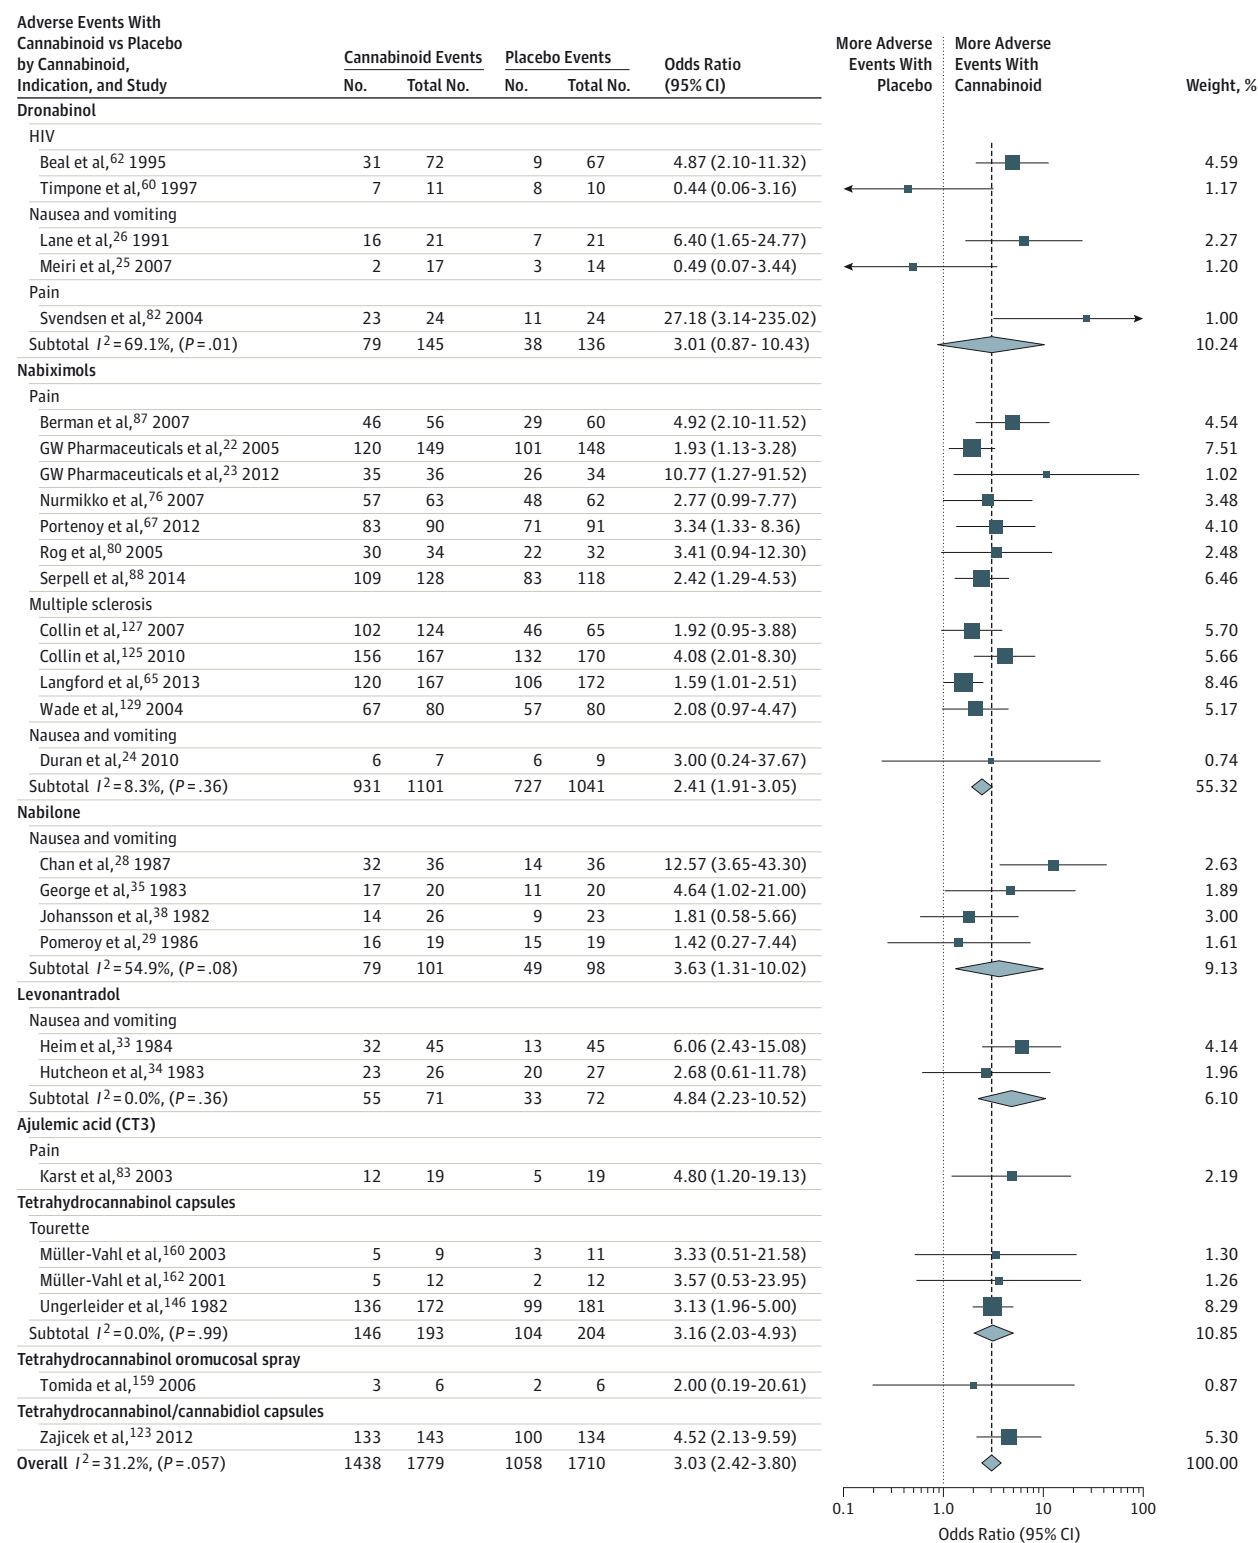 Adverse Events With
Cannabinoid vs Placebo
by Cannabinoid,
Indication, and Study
Cannabinoid Events
Placebo Events
Odds Ratio
(95% CI)
No. Total No. No. Total No.
More Adverse
Events With
Placebo
More Adverse
Events With
Cannabinoid
Weight, %
Dronabinol
HIV
Beal et al,62 1995 31 72 9 67 4.87 (2.10-11.32) 4.59
Timpone et al,60 1997 7 11 8 10 0.44 (0.06-3.16) 1.17
Nausea and vomiting
Lane et al,26 1991 16 21 7 21 6.40 (1.65-24.77) 2.27
Meiri et al,25 2007 2 17 3 14 0.49 (0.07-3.44) 1.20
Pain
Svendsen et al,82 2004 23 24 11 24 27.18 (3.14-235.02) 1.00
Subtotal I2=69.1%, (P=.01) 79 145 38 136 3.01 (0.87- 10.43) 10.24
Nabiximols
Pain
Berman et al,87 2007 46 56 29 60 4.92 (2.10-11.52) 4.54
GW Pharmaceuticals et al,22 2005 120 149 101 148 1.93 (1.13-3.28) 7.51
GW Pharmaceuticals et al,23 2012 35 36 26 34 10.77 (1.27-91.52) 1.02
Nurmikko et al,76 2007 57 63 48 62 2.77 (0.99-7.77) 3.48
Portenoy et al,67 2012 83 90 71 91 3.34 (1.33- 8.36) 4.10
Rog et al,80 2005 30 34 22 32 3.41 (0.94-12.30) 2.48
Serpell et al,88 2014 109 128 83 118 2.42 (1.29-4.53) 6.46
Multiple sclerosis
Collin et al,127 2007 102 124 46 65 1.92 (0.95-3.88) 5.70
Collin et al,125 2010 156 167 132 170 4.08 (2.01-8.30) 5.66
Langford et al,65 2013 120 167 106 172 1.59 (1.01-2.51) 8.46
Wade et al,129 2004 67 80 57 80 2.08 (0.97-4.47) 5.17
Nausea and vomiting
Duran et al,24 2010 6 7 6 9 3.00 (0.24-37.67) 0.74
Subtotal I2=8.3%, (P=.36) 931 1101 727 1041 2.41 (1.91-3.05) 55.32
Nabilone
Nausea and vomiting
Chan et al,28 1987 32 36 14 36 12.57 (3.65-43.30) 2.63
George et al,35 1983 17 20 11 20 4.64 (1.02-21.00) 1.89
Johansson et al,38 1982 14 26 9 23 1.81 (0.58-5.66) 3.00
Pomeroy et al,29 1986 16 19 15 19 1.42 (0.27-7.44) 1.61
Subtotal I2=54.9%, (P=.08) 79 101 49 98 3.63 (1.31-10.02) 9.13
Levonantradol
Nausea and vomiting
Heim et al,33 1984 32 45 13 45 6.06 (2.43-15.08) 4.14
Hutcheon et al,34 1983 23 26 20 27 2.68 (0.61-11.78) 1.96
Subtotal I2=0.0%, (P=.36) 55 71 33 72 4.84 (2.23-10.52) 6.10
Ajulemic acid (CT3)
Pain
Karst et al,83 2003 12 19 5 19 4.80 (1.20-19.13) 2.19
Tetrahydrocannabinol capsules
Tourette
Müller-Vahl et al,160 2003 5 9 3 11 3.33 (0.51-21.58) 1.30
Müller-Vahl et al,162 2001 5 12 2 12 3.57 (0.53-23.95) 1.26
Ungerleider et al,146 1982 136 172 99 181 3.13 (1.96-5.00) 8.29
Subtotal I2=0.0%, (P=.99) 146 193 104 204 3.16 (2.03-4.93) 10.85
Tetrahydrocannabinol oromucosal spray
Tomida et al,159 2006 3 6 2 6 2.00 (0.19-20.61) 0.87
Tetrahydrocannabinol/cannabidiol capsules
Zajicek et al,123 2012 133 143 100 134 4.52 (2.13-9.59) 5.30
Overall I2=31.2%, (P=.057) 1438 1779 1058 1710 3.03 (2.42-3.80) 100.00
0.1 1.0 10 100
Odds Ratio (95% CI)